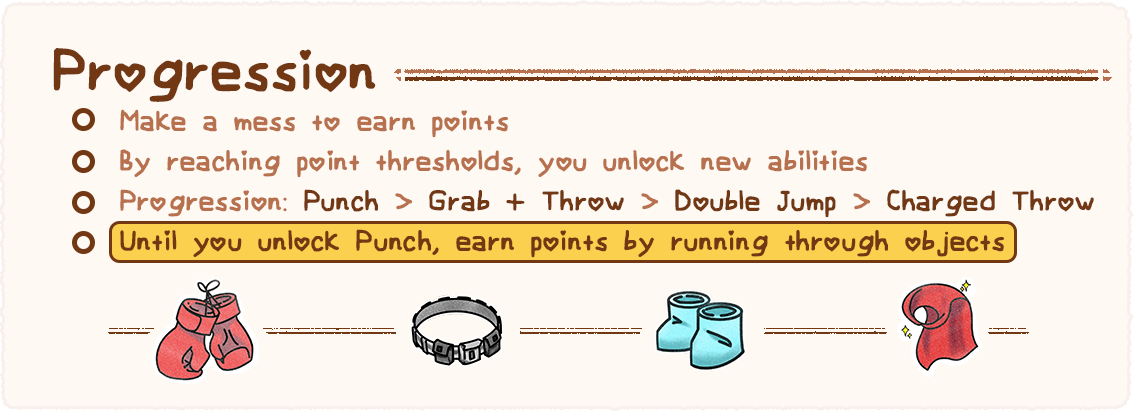 Progression
Make a mess to earn points
By reaching point thresholds, you unlock new abilities
Progression: Punch > Grab + Throw > Double Jump > Charged Throw
Until you unlock Punch, earn points by running through objects